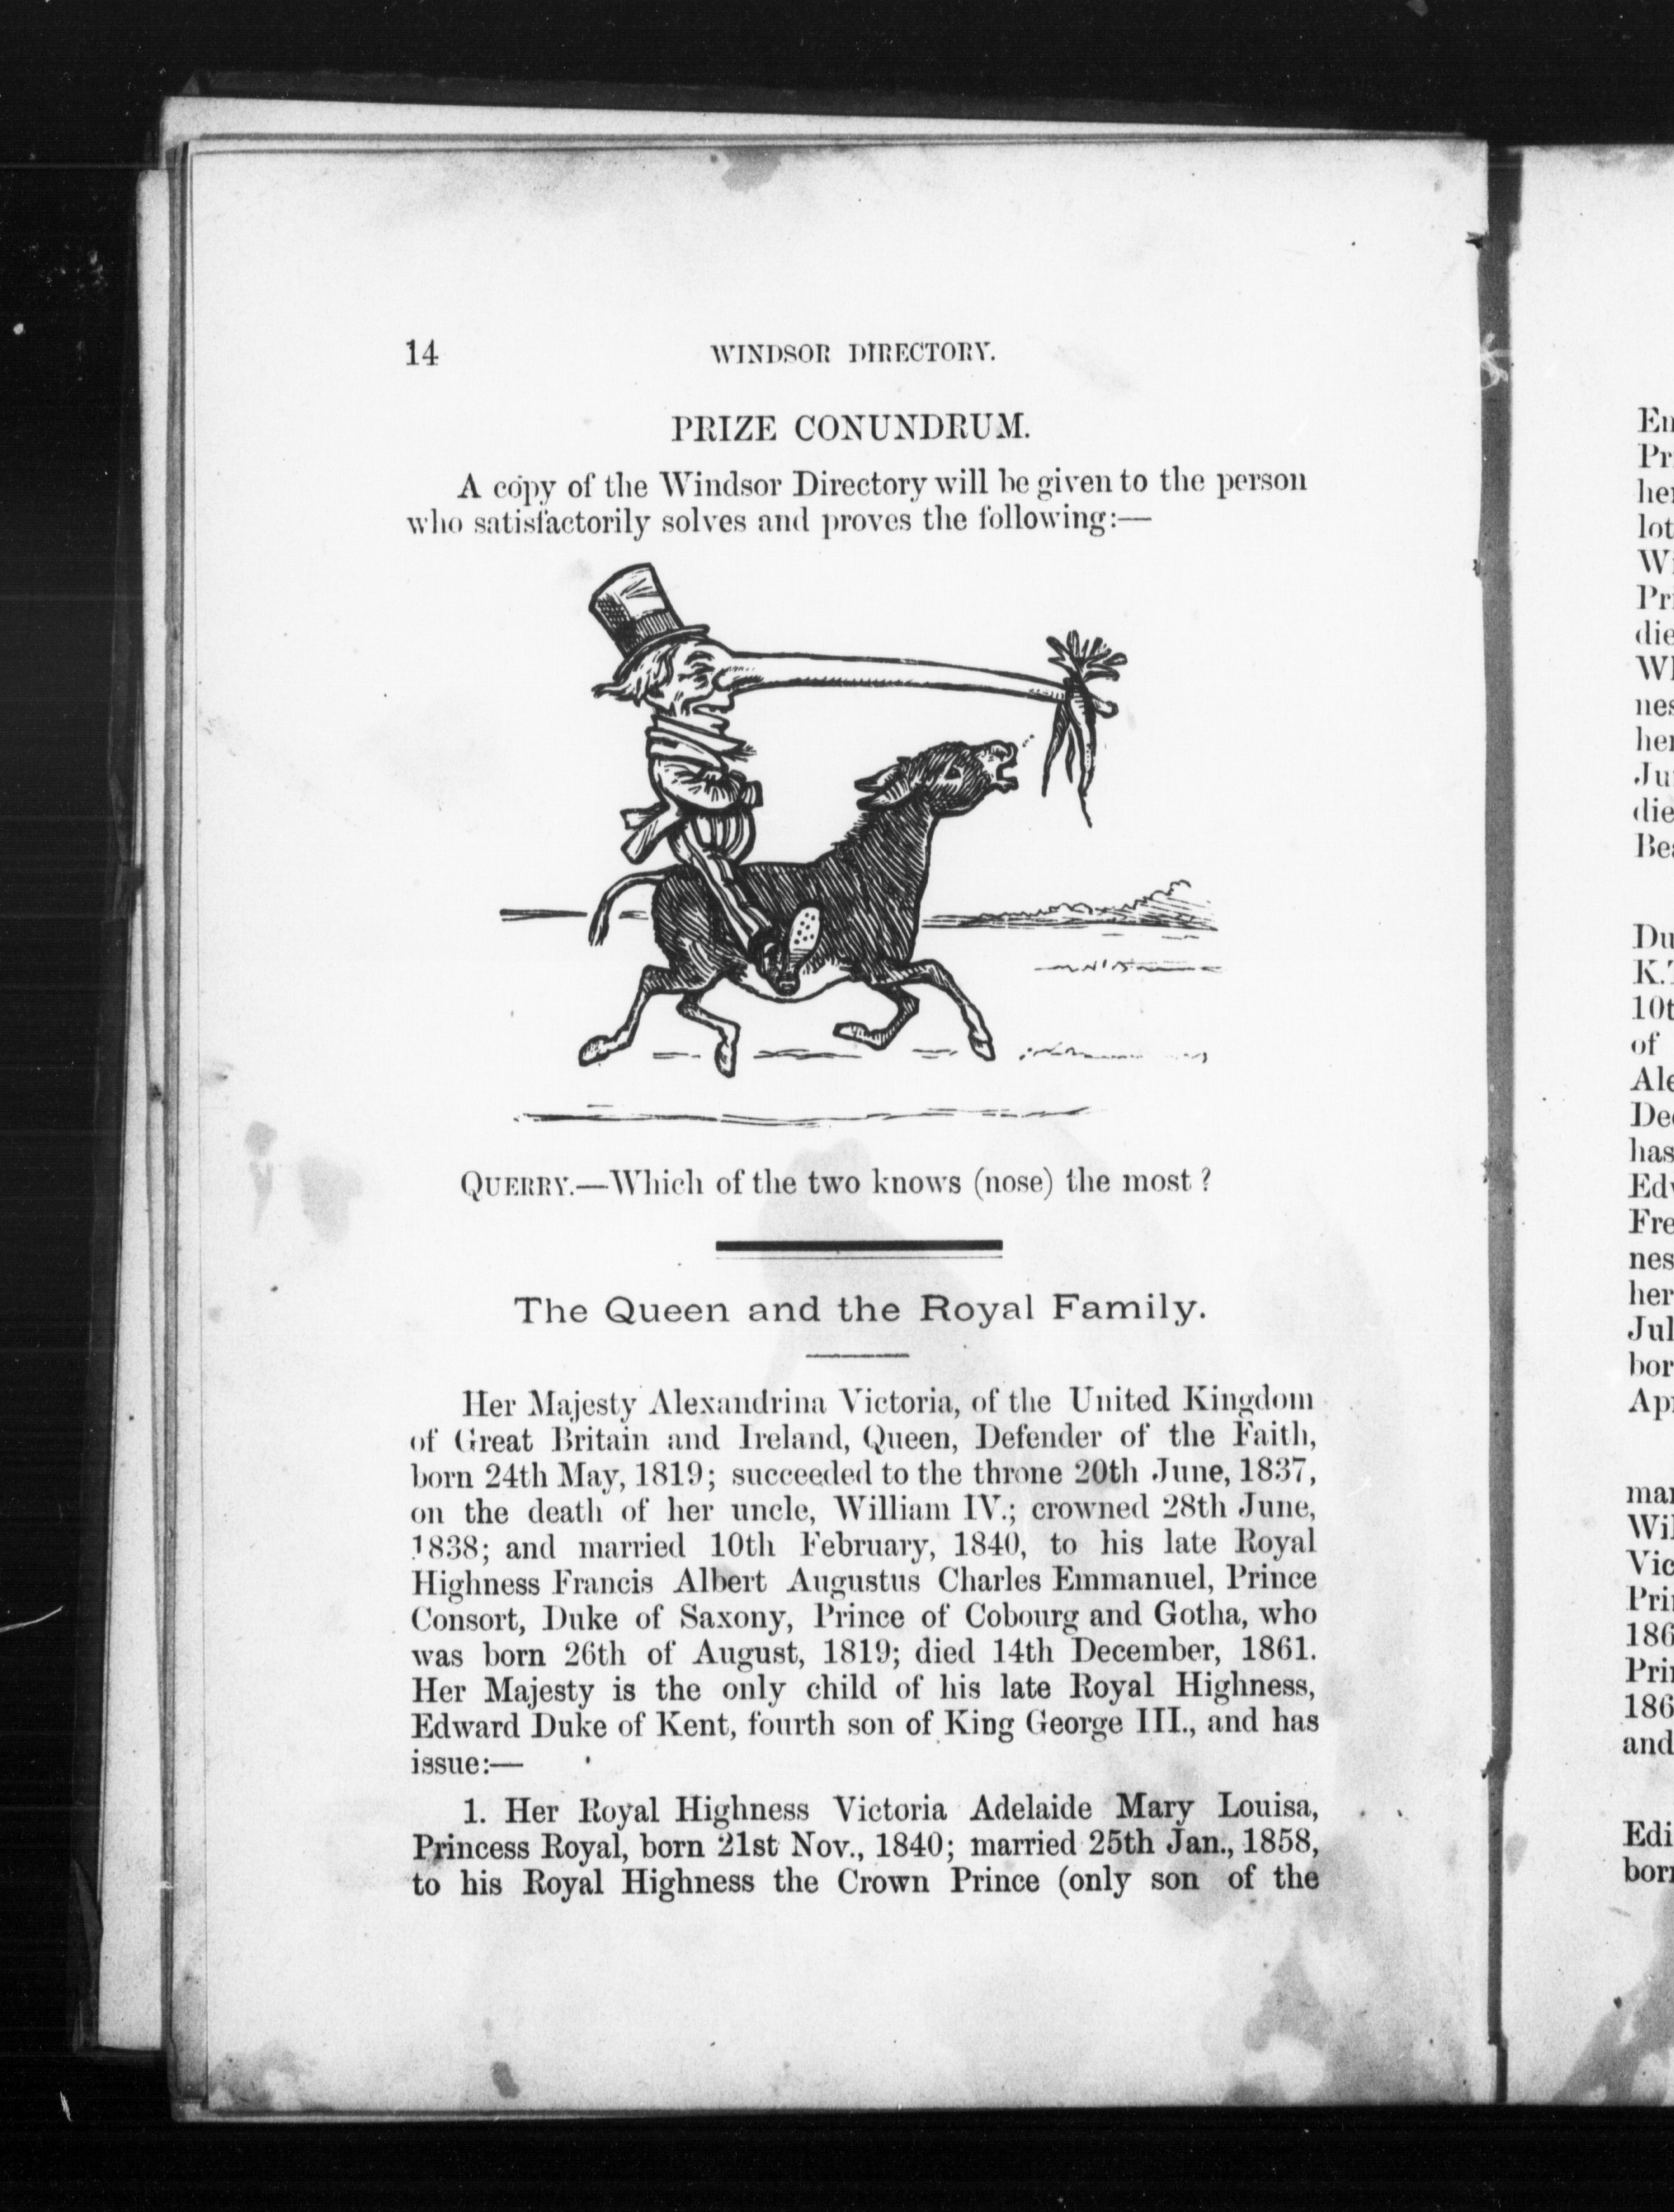 14 WINDSOR DIRECTORY.
PRIZE CONUNDRUM.
A copy of the Windsor Directory will be given to the person
who satisfactorily solves and proves the following:—
QUERRY.—Which of the two knows (nose) the most ?
The Queen and the Royal Family.
Her Majesty Alexandrina Victoria, of the United Kingdom
of Great Britain and Ireland, Queen, Defender of the Faith,
born 24th May, 1819; succeeded to the throne 20th June, 1837,
on the death of her uncle, William IV.; crowned 28th June,
1838; and married 10th February, 1840, to his late Royal
Highness Francis Albert Augustus Charles Emmanuel, Prince
Consort, Duke of Saxony, Prince of Cobourg and Gotha, who
was born 26th of August, 1819; died 14th December, 1861.
Her Majesty is the only child of his late Royal Highness,
Edward Duke of Kent, fourth son of King George III., and has
issue:—
1. Her Royal Highness Victoria Adelaide Mary Louisa,
Princess Royal, born 21st Nov., 1840; married 25th Jan., 1858,
to his Royal Highness the Crown Prince (only son of the